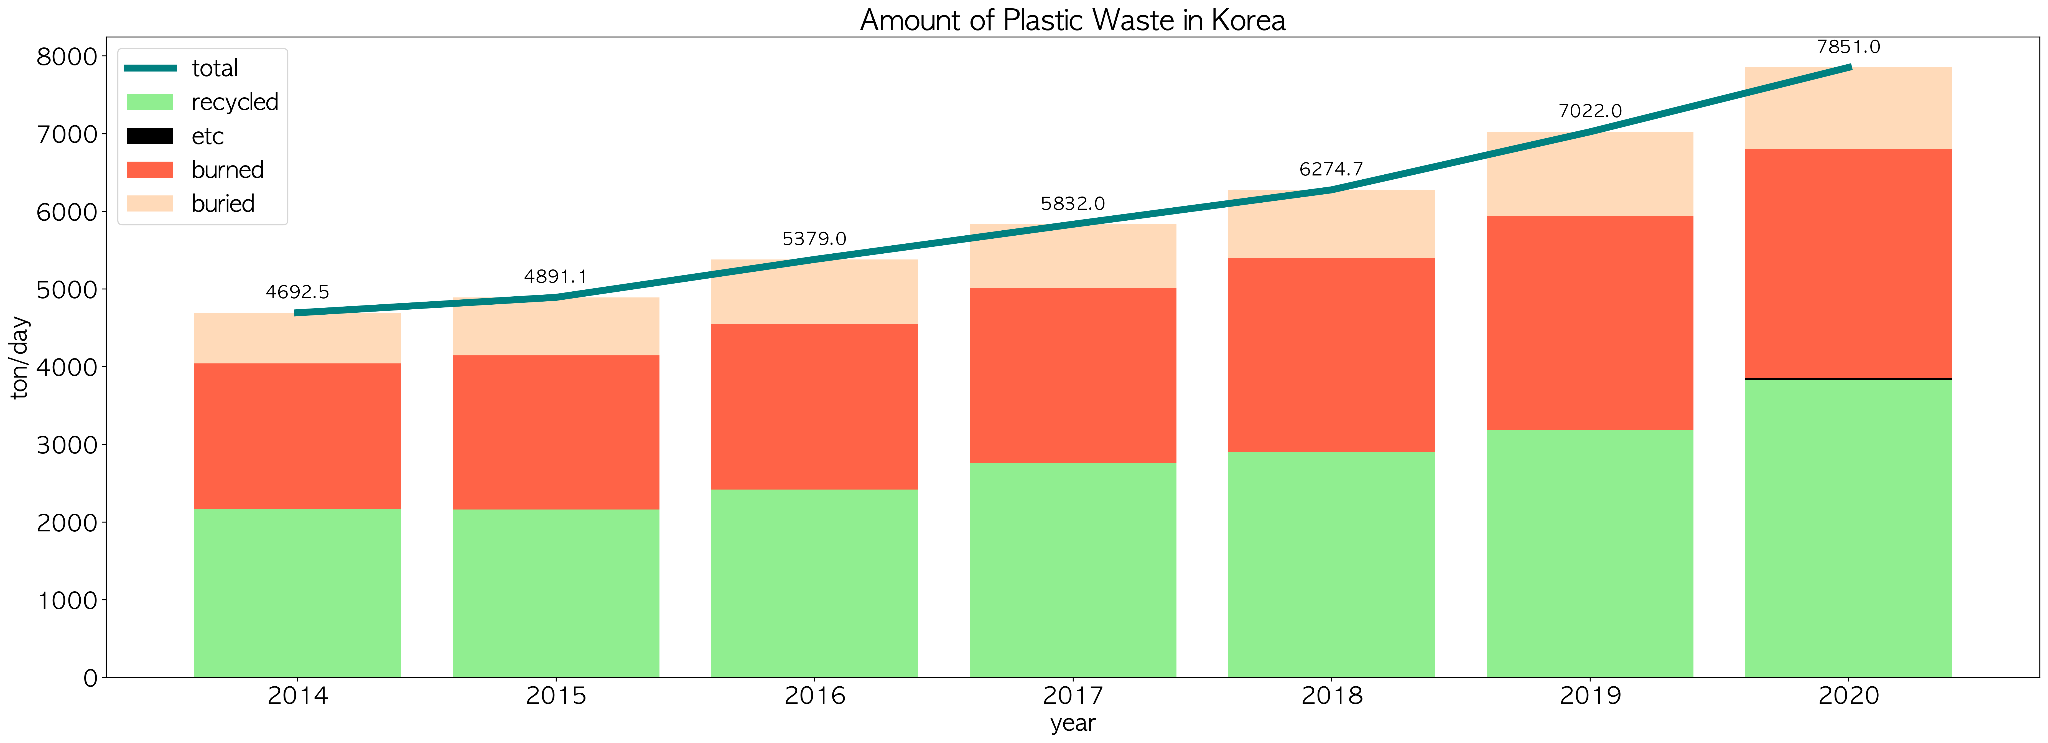 Amount of Plastic Waste in Korea
total
recycled
etc
burned
buried
8000
7000
6000
5000
4000
3000
2000
1000
0
ton/day
4692.5
4891.1
5379.0
5832.0
6274.7
7022.0
7851.0
2014
2015
2016
2017
2018
2019
2020
year